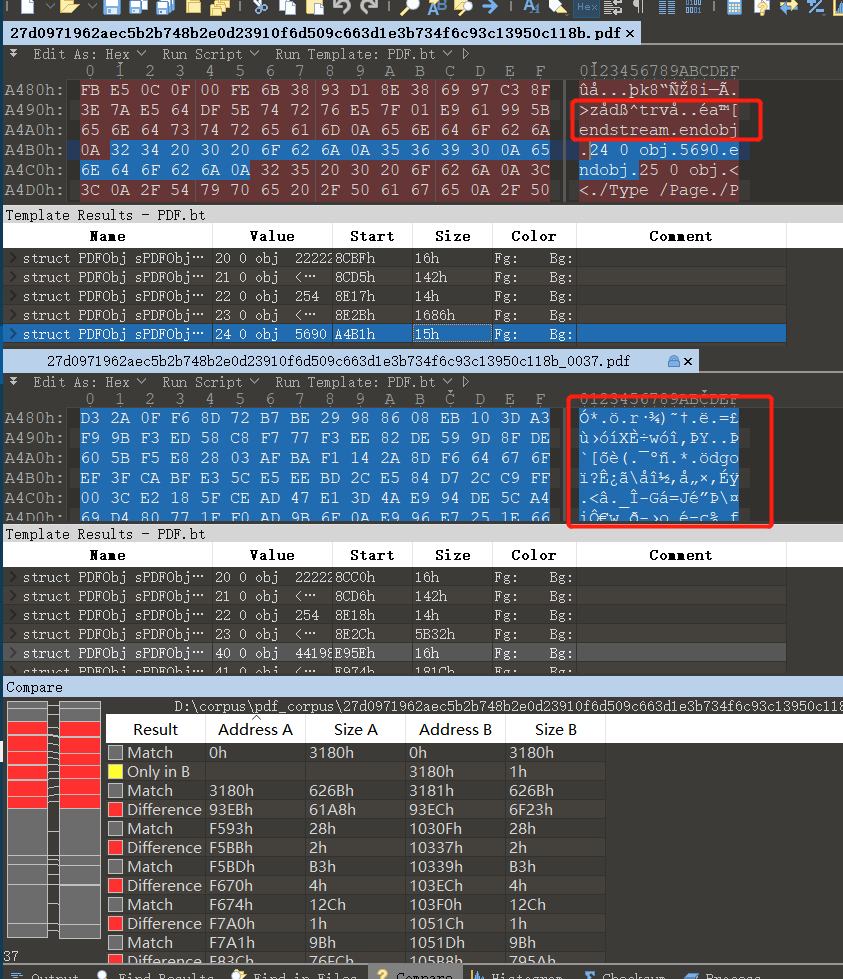 27d0971962aec5b2b748b2e0d23910f6d509c663d1e3b734f6c93c13950c118b.pdf ×
Edit As: Hex Run Script Run Template: PDF.bt
0 1 2 3 4 5 6 7 8 9 A B C D E F 0123456789ABCDEF
A480h: FB E5 0C 0F 00 FE 6B 38 93 D1 8E 38 69 97 C3 8F ûå...þk8“ÑŽ8i—Ã.
A490h: 3E 7A E5 64 DF 5E 74 72 76 E5 7F 01 E9 61 99 5B >zådß^trvå..éa™[
A4A0h: 65 6E 64 73 74 72 65 61 6D 0A 65 6E 64 6F 62 6A endstream.endobj
A4B0h: 0A 32 34 20 30 20 6F 62 6A 0A 35 36 39 30 0A 65 .24 0 obj.5690.e
A4C0h: 6E 64 6F 62 6A 0A 32 35 20 30 20 6F 62 6A 0A 3C ndobj.25 0 obj.<
A4D0h: 3C 0A 2F 54 79 70 65 20 2F 50 61 67 65 0A 2F 50 <./Type /Page./P
Template Results - PDF.bt
Name Value Start Size Color Comment
struct PDFObj sPDFObj… 20 0 obj 22222 8CBFh 16h Fg: Bg:
struct PDFObj sPDFObj… 21 0 obj <… 8CD5h 142h Fg: Bg:
struct PDFObj sPDFObj… 22 0 obj 254 8E17h 14h Fg: Bg:
struct PDFObj sPDFObj… 23 0 obj <… 8E2Bh 1686h Fg: Bg:
struct PDFObj sPDFObj… 24 0 obj 5690 A4B1h 15h Fg: Bg:
27d0971962aec5b2b748b2e0d23910f6d509c663d1e3b734f6c93c13950c118b_0037.pdf ×
Edit As: Hex Run Script Run Template: PDF.bt
0 1 2 3 4 5 6 7 8 9 A B C D E F 0123456789ABCDEF
A480h: D3 2A 0F F6 8D 72 B7 BE 29 98 86 08 EB 10 3D A3 Ó*.ö.r·¾)˜†.ë.=£
A490h: F9 9B F3 ED 58 C8 F7 77 F3 EE 82 DE 59 9D 8F DE ù›óíXÈ÷wóî‚ÞY..Þ
A4A0h: 60 5B F5 E8 28 03 AF BA F1 14 2A 8D F6 64 67 6F `[õè(.¯ºñ.*.ödgo
A4B0h: EF 3F CA BF E3 5C E5 EE BD 2C E5 84 D7 2C C9 FF ï?Ê¿ã\åî½,å„×,Éÿ
A4C0h: 00 3C E2 18 5F CE AD 47 E1 3D 4A E9 94 DE 5C A4 .<â._Î-Gá=Jé”Þ\¤
A4D0h: 69 D4 80 77 1F F0 AD 9B 6F 0A E9 96 E7 25 1E 66
Template Results - PDF.bt
Name Value Start Size Color Comment
struct PDFObj sPDFObj… 20 0 obj 22222 8CC0h 16h Fg: Bg:
struct PDFObj sPDFObj… 21 0 obj <… 8CD6h 142h Fg: Bg:
struct PDFObj sPDFObj… 22 0 obj 254 8E18h 14h Fg: Bg:
struct PDFObj sPDFObj… 23 0 obj <… 8E2Ch 5B32h Fg: Bg:
struct PDFObj sPDFObj… 40 0 obj 44198 E95Eh 16h Fg: Bg:
struct PDFObj sPDFObj… 41 0 obj <… E974h 181Ch Fg: Bg:
Compare
D:\corpus\pdf_corpus\27d0971962aec5b2b748b2e0d23910f6d509c663d1e3b734f6c93c13950c118
Result Address A Size A Address B Size B
Match 0h 3180h 0h 3180h
Only in B 3180h 1h
Match 3180h 626Bh 3181h 626Bh
Difference 93EBh 61A8h 93ECh 6F23h
Match F593h 28h 1030Fh 28h
Difference F5BBh 2h 10337h 2h
Match F5BDh B3h 10339h B3h
Difference F670h 4h 103ECh 4h
Match F674h 12Ch 103F0h 12Ch
Difference F7A0h 1h 1051Ch 1h
Match F7A1h 9Bh 1051Dh 9Bh
Difference F83Ch 76ECh 105B8h 795Ah
37
Output Find Results Find in Files Compare Histogram Checksum Process